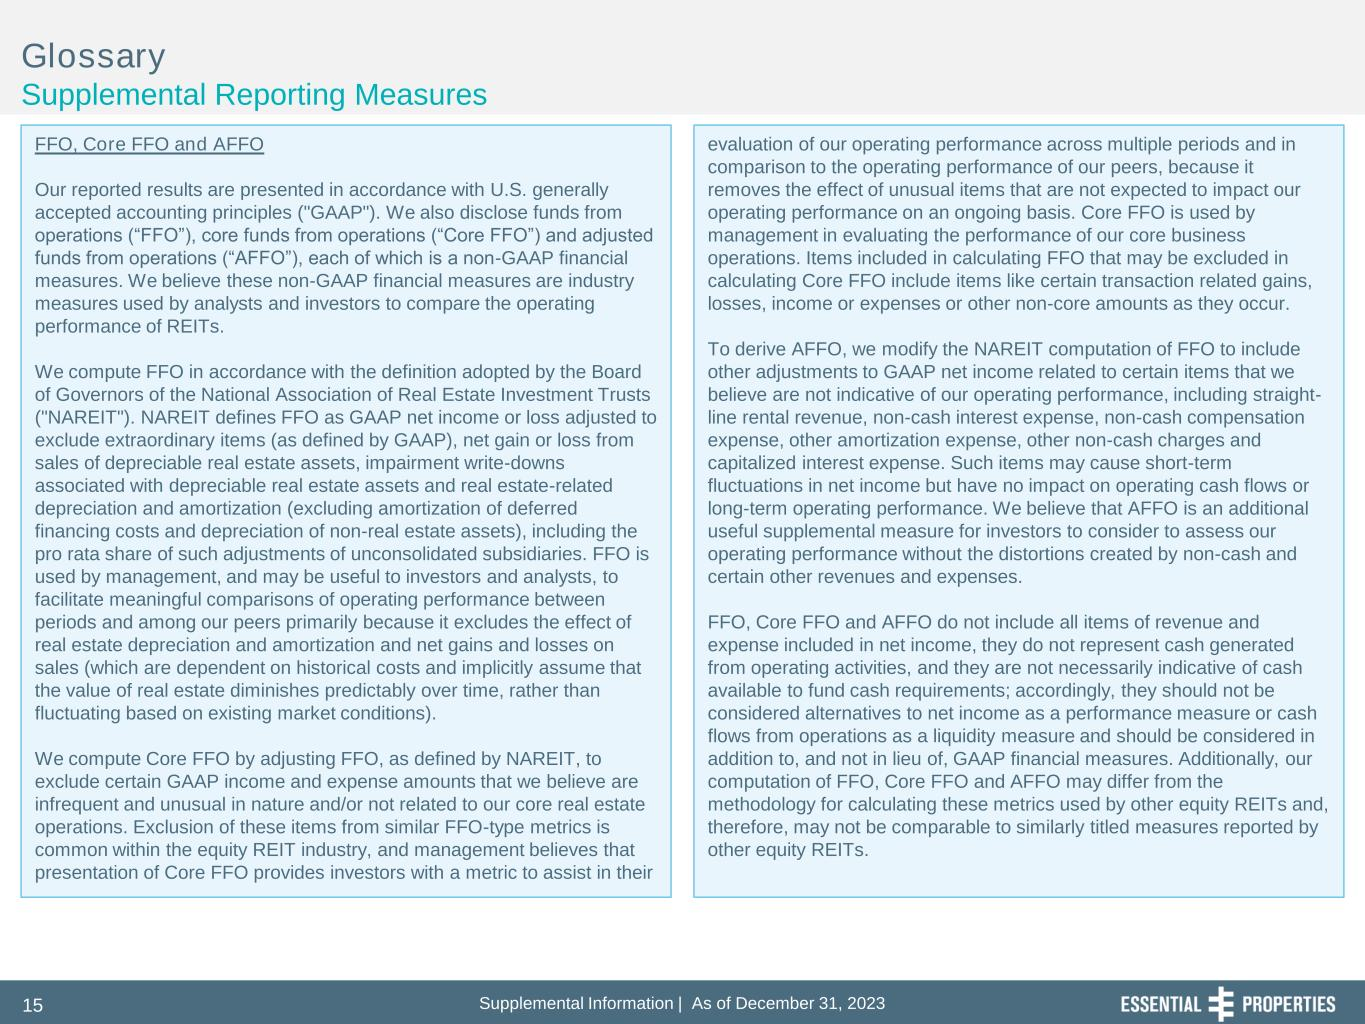 Glossary
Supplemental Reporting Measures
FFO, Core FFO and AFFO
Our reported results are presented in accordance with U.S. generally
accepted accounting principles ("GAAP"). We also disclose funds from
operations (“FFO”), core funds from operations (“Core FFO”) and adjusted
funds from operations (“AFFO”), each of which is a non-GAAP financial
measures. We believe these non-GAAP financial measures are industry
measures used by analysts and investors to compare the operating
performance of REITs.
We compute FFO in accordance with the definition adopted by the Board
of Governors of the National Association of Real Estate Investment Trusts
("NAREIT"). NAREIT defines FFO as GAAP net income or loss adjusted to
exclude extraordinary items (as defined by GAAP), net gain or loss from
sales of depreciable real estate assets, impairment write-downs
associated with depreciable real estate assets and real estate-related
depreciation and amortization (excluding amortization of deferred
financing costs and depreciation of non-real estate assets), including the
pro rata share of such adjustments of unconsolidated subsidiaries. FFO is
used by management, and may be useful to investors and analysts, to
facilitate meaningful comparisons of operating performance between
periods and among our peers primarily because it excludes the effect of
real estate depreciation and amortization and net gains and losses on
sales (which are dependent on historical costs and implicitly assume that
the value of real estate diminishes predictably over time, rather than
fluctuating based on existing market conditions).
We compute Core FFO by adjusting FFO, as defined by NAREIT, to
exclude certain GAAP income and expense amounts that we believe are
infrequent and unusual in nature and/or not related to our core real estate
operations. Exclusion of these items from similar FFO-type metrics is
common within the equity REIT industry, and management believes that
presentation of Core FFO provides investors with a metric to assist in their
evaluation of our operating performance across multiple periods and in
comparison to the operating performance of our peers, because it
removes the effect of unusual items that are not expected to impact our
operating performance on an ongoing basis. Core FFO is used by
management in evaluating the performance of our core business
operations. Items included in calculating FFO that may be excluded in
calculating Core FFO include items like certain transaction related gains,
losses, income or expenses or other non-core amounts as they occur.
To derive AFFO, we modify the NAREIT computation of FFO to include
other adjustments to GAAP net income related to certain items that we
believe are not indicative of our operating performance, including straight-
line rental revenue, non-cash interest expense, non-cash compensation
expense, other amortization expense, other non-cash charges and
capitalized interest expense. Such items may cause short-term
fluctuations in net income but have no impact on operating cash flows or
long-term operating performance. We believe that AFFO is an additional
useful supplemental measure for investors to consider to assess our
operating performance without the distortions created by non-cash and
certain other revenues and expenses.
FFO, Core FFO and AFFO do not include all items of revenue and
expense included in net income, they do not represent cash generated
from operating activities, and they are not necessarily indicative of cash
available to fund cash requirements; accordingly, they should not be
considered alternatives to net income as a performance measure or cash
flows from operations as a liquidity measure and should be considered in
addition to, and not in lieu of, GAAP financial measures. Additionally, our
computation of FFO, Core FFO and AFFO may differ from the
methodology for calculating these metrics used by other equity REITs and,
therefore, may not be comparable to similarly titled measures reported by
other equity REITs.
15
Supplemental Information | As of December 31, 2023
ESSENTIAL PROPERTIES